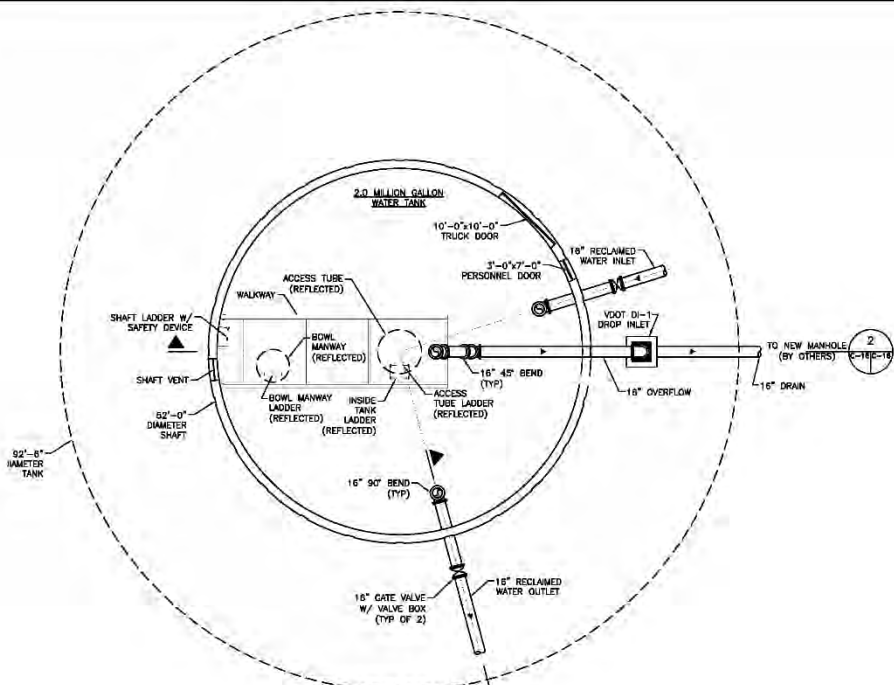 2.0 MILLION GALLON
WATER TANK
10'-0"x10'-0"
TRUCK DOOR
16" RECLAIMED
WATER INLET
3'-0"x7'-0"
PERSONNEL DOOR
ACCESS TUBE
(REFLECTED)
WALKWAY
SHAFT LADDER W/
SAFETY DEVICE
BOWL
MANWAY
(REFLECTED)
VDOT DI-1
DROP INLET
TO NEW MANHOLE
(BY OTHERS)
2
C-16
C-16
SHAFT VENT
BOWL MANWAY
LADDER
(REFLECTED)
INSIDE
TANK
LADDER
(REFLECTED)
ACCESS
TUBE LADDER
(REFLECTED)
16" 45° BEND
(TYP)
16" OVERFLOW
16" DRAIN
52'-0"
DIAMETER
SHAFT
92'-6"
DIAMETER
TANK
16" 90° BEND
(TYP)
16" GATE VALVE
W/ VALVE BOX
(TYP OF 2)
16" RECLAIMED
WATER OUTLET